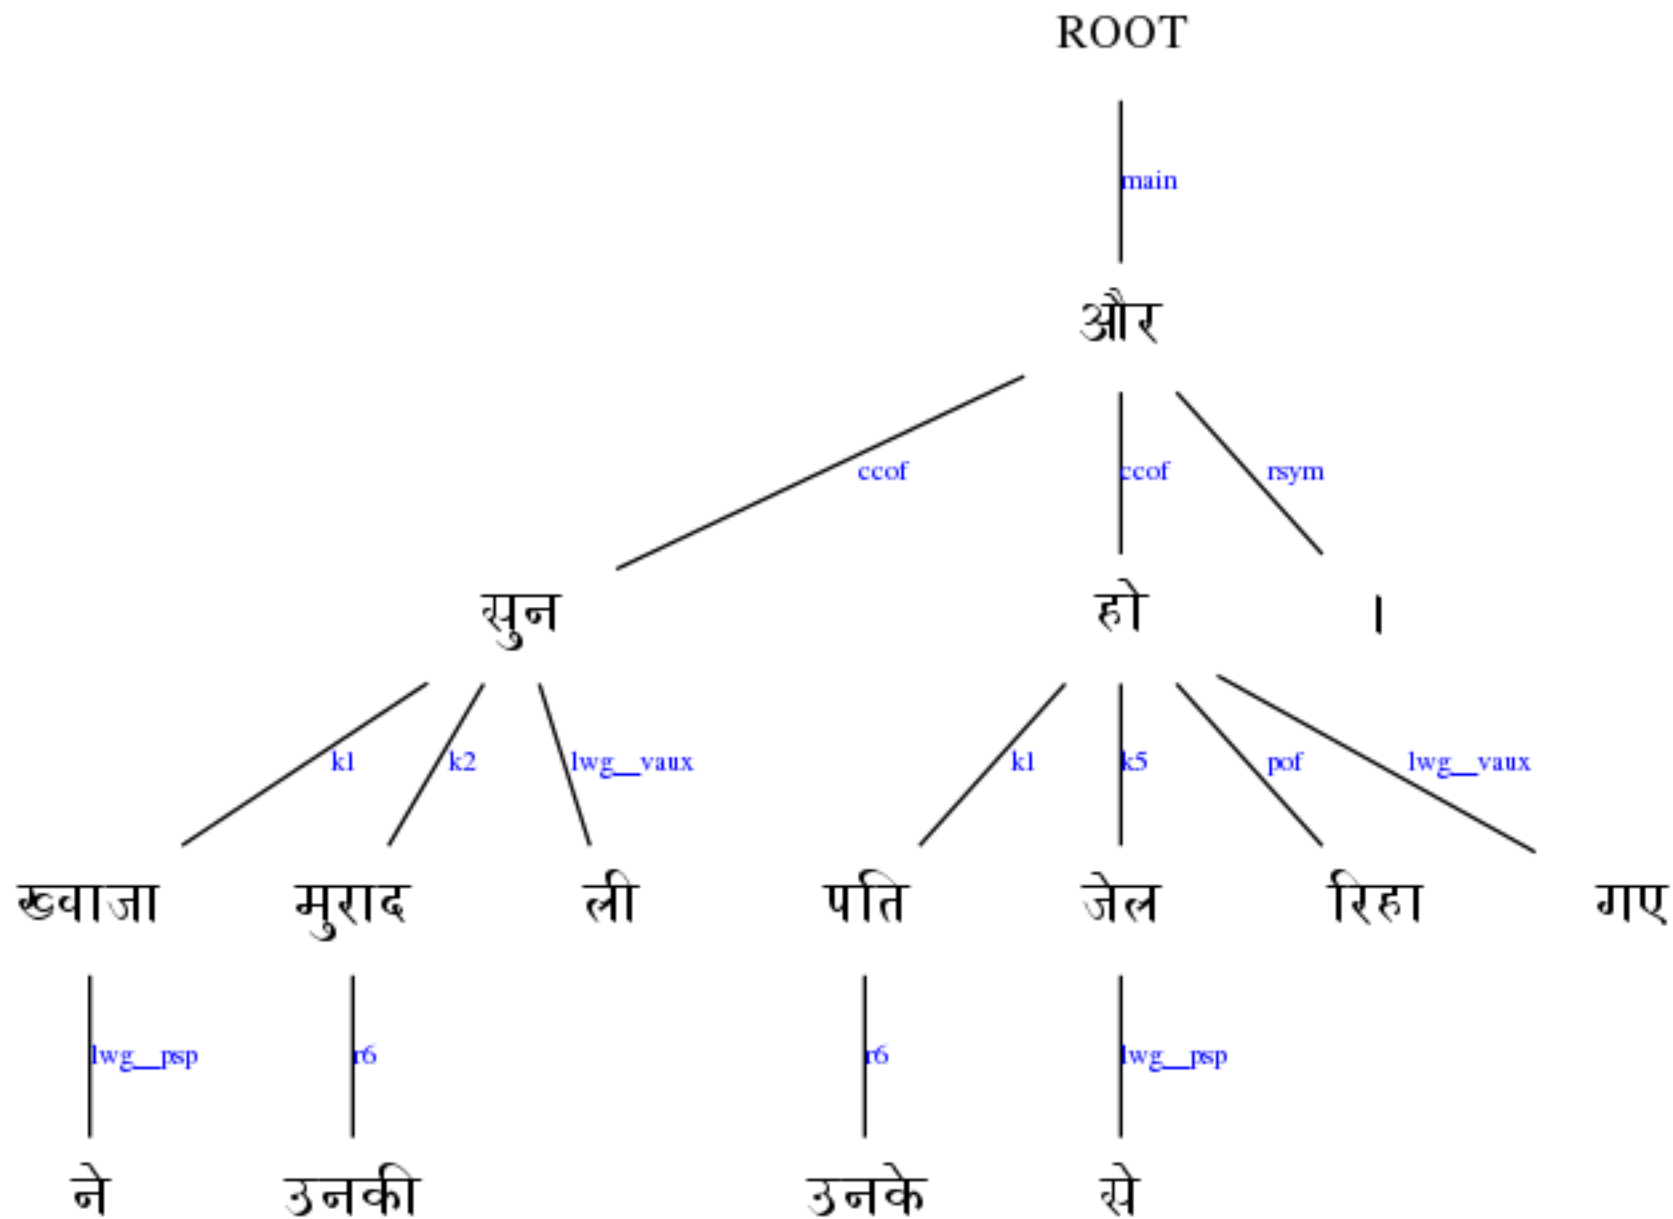 ROOT
main
और
ccof ccof rsym
सुन हो ।
k1 k2 lwg__vaux k1 k5 pof lwg__vaux
ख्वाजा मुराद ली पति जेल रिहा गए
lwg__psp r6 r6 lwg__psp
ने उनकी उनके से